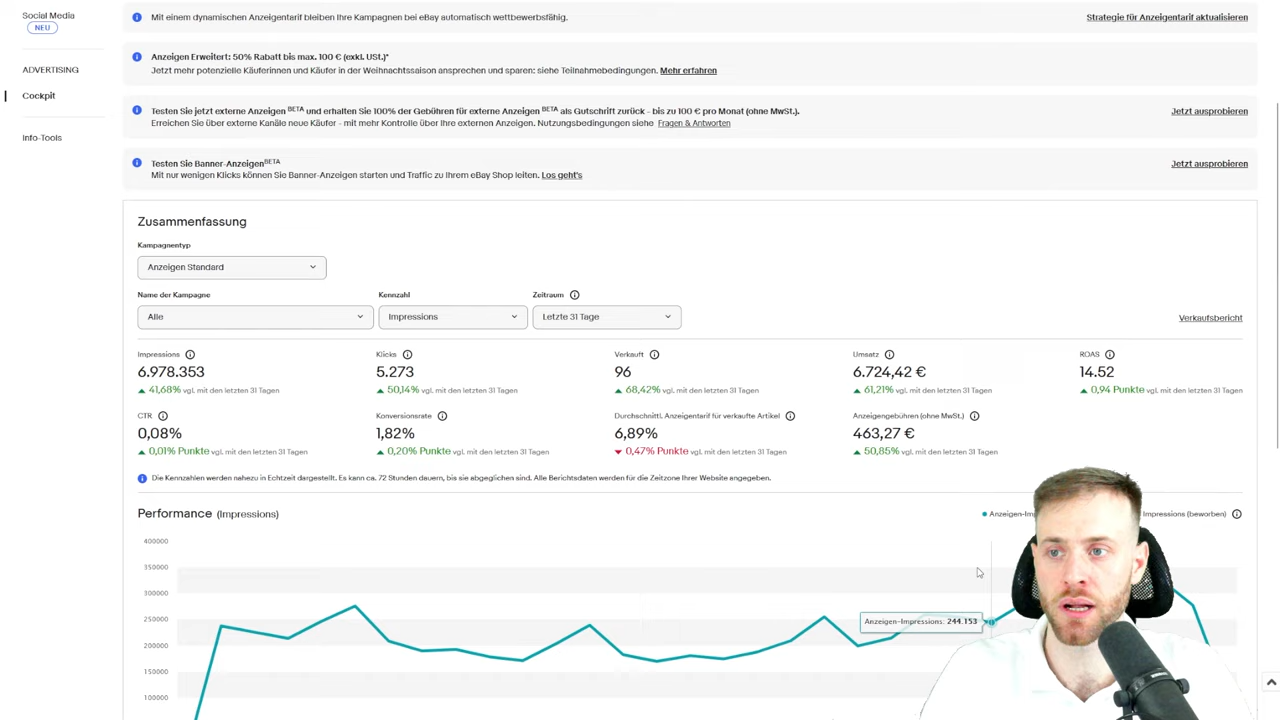 Social Media
NEU
ADVERTISING
Cockpit
Info-Tools
Mit einem dynamischen Anzeigentarif bleiben Ihre Kampagnen bei eBay automatisch wettbewerbsfähig.
Strategie für Anzeigentarif aktualisieren
Anzeigen Erweitert: 50% Rabatt bis max. 100 € (exkl. USt.)*
Jetzt mehr potenzielle Käuferinnen und Käufer in der Weihnachtssaison ansprechen und sparen: siehe Teilnahmebedingungen. Mehr erfahren
Testen Sie jetzt externe Anzeigen BETA und erhalten Sie 100% der Gebühren für externe Anzeigen BETA als Gutschrift zurück - bis zu 100 € pro Monat (ohne MwSt.).
Jetzt ausprobieren
Erreichen Sie über externe Kanäle neue Käufer - mit mehr Kontrolle über Ihre externen Anzeigen. Nutzungsbedingungen siehe Fragen & Antworten
Testen Sie Banner-Anzeigen BETA
Jetzt ausprobieren
Mit nur wenigen Klicks können Sie Banner-Anzeigen starten und Traffic zu Ihrem eBay Shop leiten. Los geht's
Zusammenfassung
Kampagnentyp
Anzeigen Standard
Name der Kampagne Kennzahl Zeitraum
Alle Impressions Letzte 31 Tage
Verkaufsbericht
Impressions Klicks Verkauft Umsatz ROAS
6.978.353 5.273 96 6.724,42 € 14.52
41,68% vgl. mit den letzten 31 Tagen 50,14% vgl. mit den letzten 31 Tagen 68,42% vgl. mit den letzten 31 Tagen 61,21% vgl. mit den letzten 31 Tagen 0,94 Punkte vgl. mit den letzten 31 Tagen
CTR Konversionsrate Durchschnittl. Anzeigentarif für verkaufte Artikel Anzeigengebühren (ohne MwSt.)
0,08% 1,82% 6,89% 463,27 €
0,01% Punkte vgl. mit den letzten 31 Tagen 0,20% Punkte vgl. mit den letzten 31 Tagen 0,47% Punkte vgl. mit den letzten 31 Tagen 50,85% vgl. mit den letzten 31 Tagen
Die Kennzahlen werden nahezu in Echtzeit dargestellt. Es kann ca. 72 Stunden dauern, bis sie abgeglichen sind. Alle Berichtsdaten werden für die Zeitzone Ihrer Website angegeben.
Performance (Impressions)
Anzeigen-Im Impressions (beworben)
400000
350000
300000
250000
Anzeigen-Impressions: 244.153
200000
150000
100000